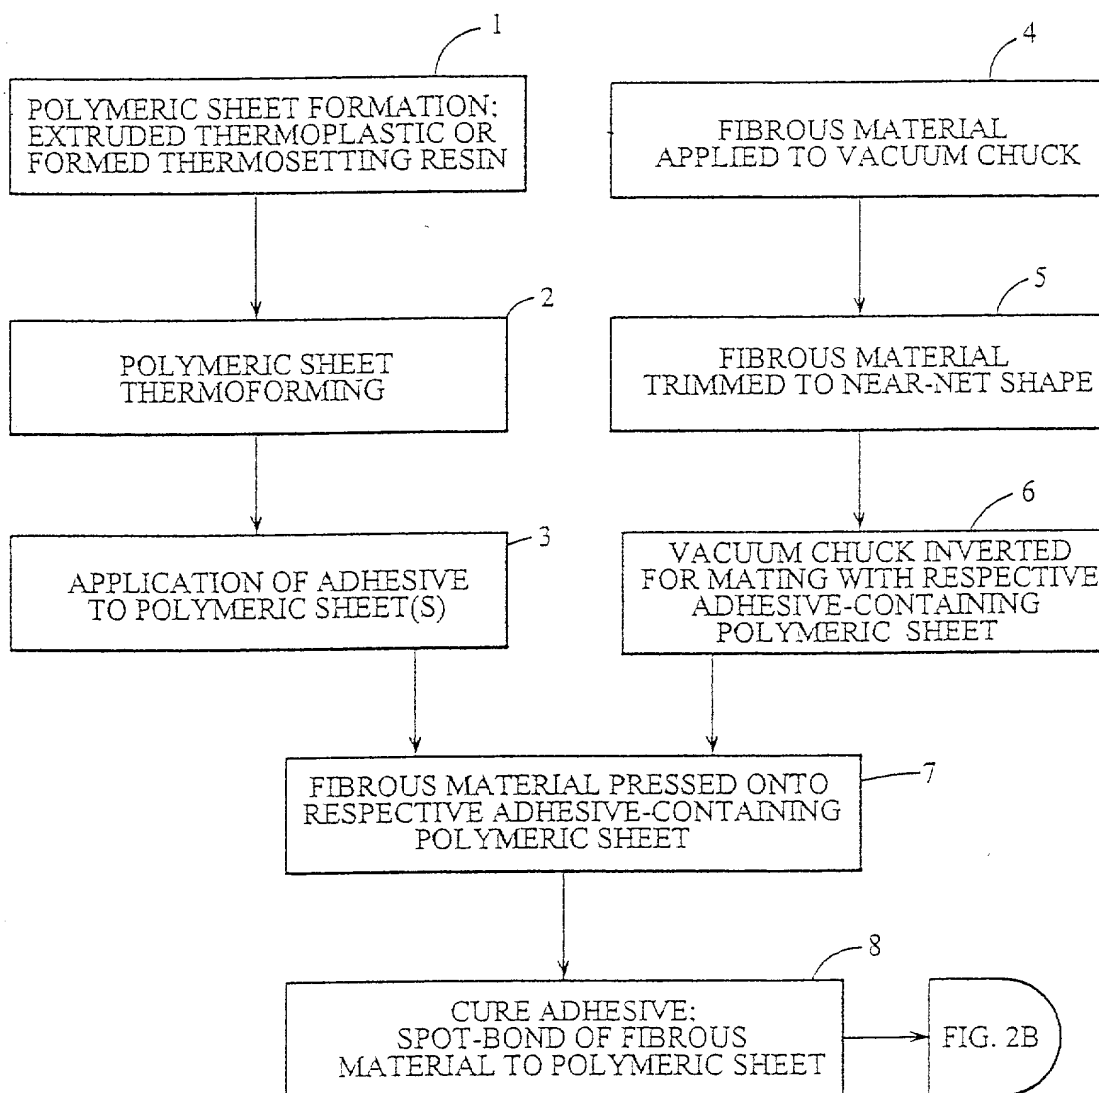 1
POLYMERIC SHEET FORMATION:
EXTRUDED THERMOPLASTIC OR
FORMED THERMOSETTING RESIN
2
POLYMERIC SHEET
THERMOFORMING
3
APPLICATION OF ADHESIVE
TO POLYMERIC SHEET(S)
4
FIBROUS MATERIAL
APPLIED TO VACUUM CHUCK
5
FIBROUS MATERIAL
TRIMMED TO NEAR-NET SHAPE
6
VACUUM CHUCK INVERTED
FOR MATING WITH RESPECTIVE
ADHESIVE-CONTAINING
POLYMERIC SHEET
7
FIBROUS MATERIAL PRESSED ONTO
RESPECTIVE ADHESIVE-CONTAINING
POLYMERIC SHEET
8
CURE ADHESIVE:
SPOT-BOND OF FIBROUS
MATERIAL TO POLYMERIC SHEET
FIG. 2B